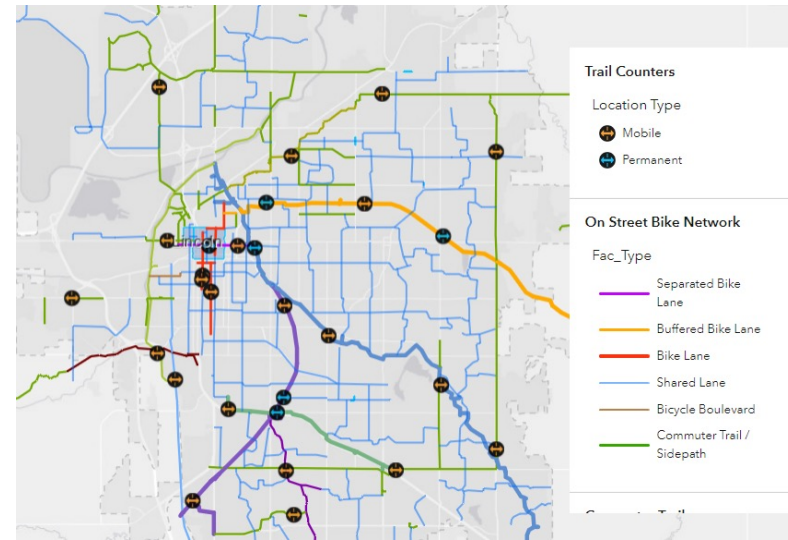 Trail Counters
Location Type
Mobile
Permanent
On Street Bike Network
Fac_Type
Separated Bike
Lane
Buffered Bike Lane
Bike Lane
Shared Lane
Bicycle Boulevard
Commuter Trail /
Sidepath
Lincoln